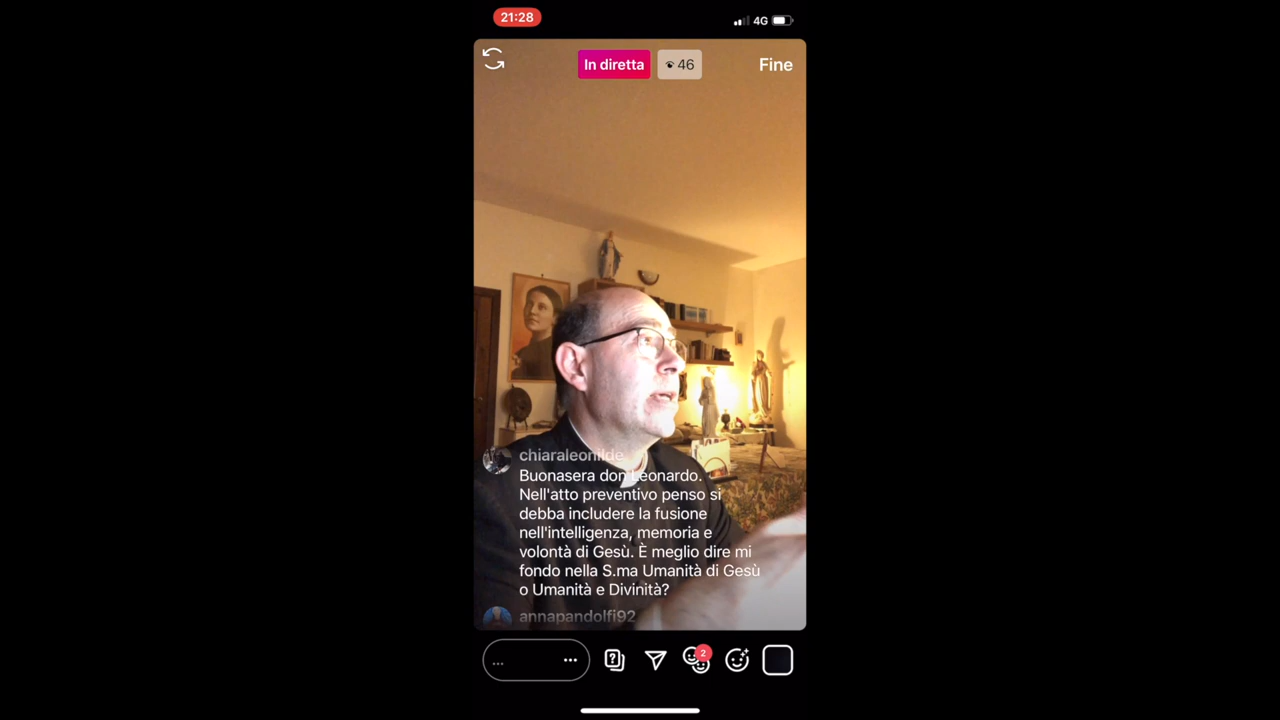 21:28
4G
In diretta
46
Fine
chiaraleonilde
Buonasera don Leonardo.
Nell'atto preventivo penso si
debba includere la fusione
nell'intelligenza, memoria e
volontà di Gesù. È meglio dire mi
fondo nella S.ma Umanità di Gesù
o Umanità e Divinità?
annapandolfi92
...
2